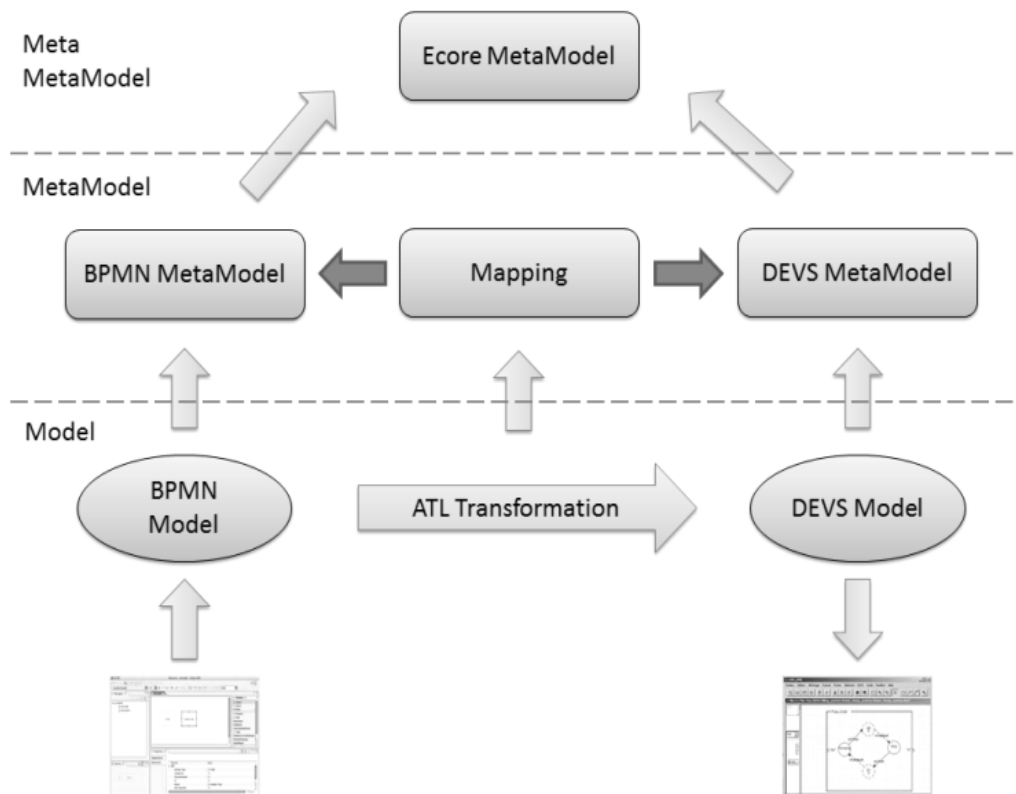 Meta
MetaModel
Ecore MetaModel
MetaModel
BPMN MetaModel
Mapping
DEVS MetaModel
Model
BPMN
Model
ATL Transformation
DEVS Model